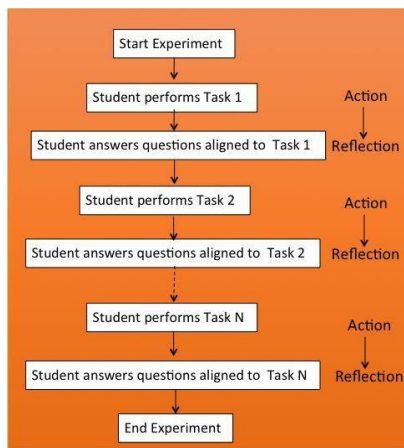 Start Experiment
Student performs Task 1
Action
Student answers questions aligned to Task 1
Reflection
Student performs Task 2
Action
Student answers questions aligned to Task 2
Reflection
Student performs Task N
Action
Student answers questions aligned to Task N
Reflection
End Experiment